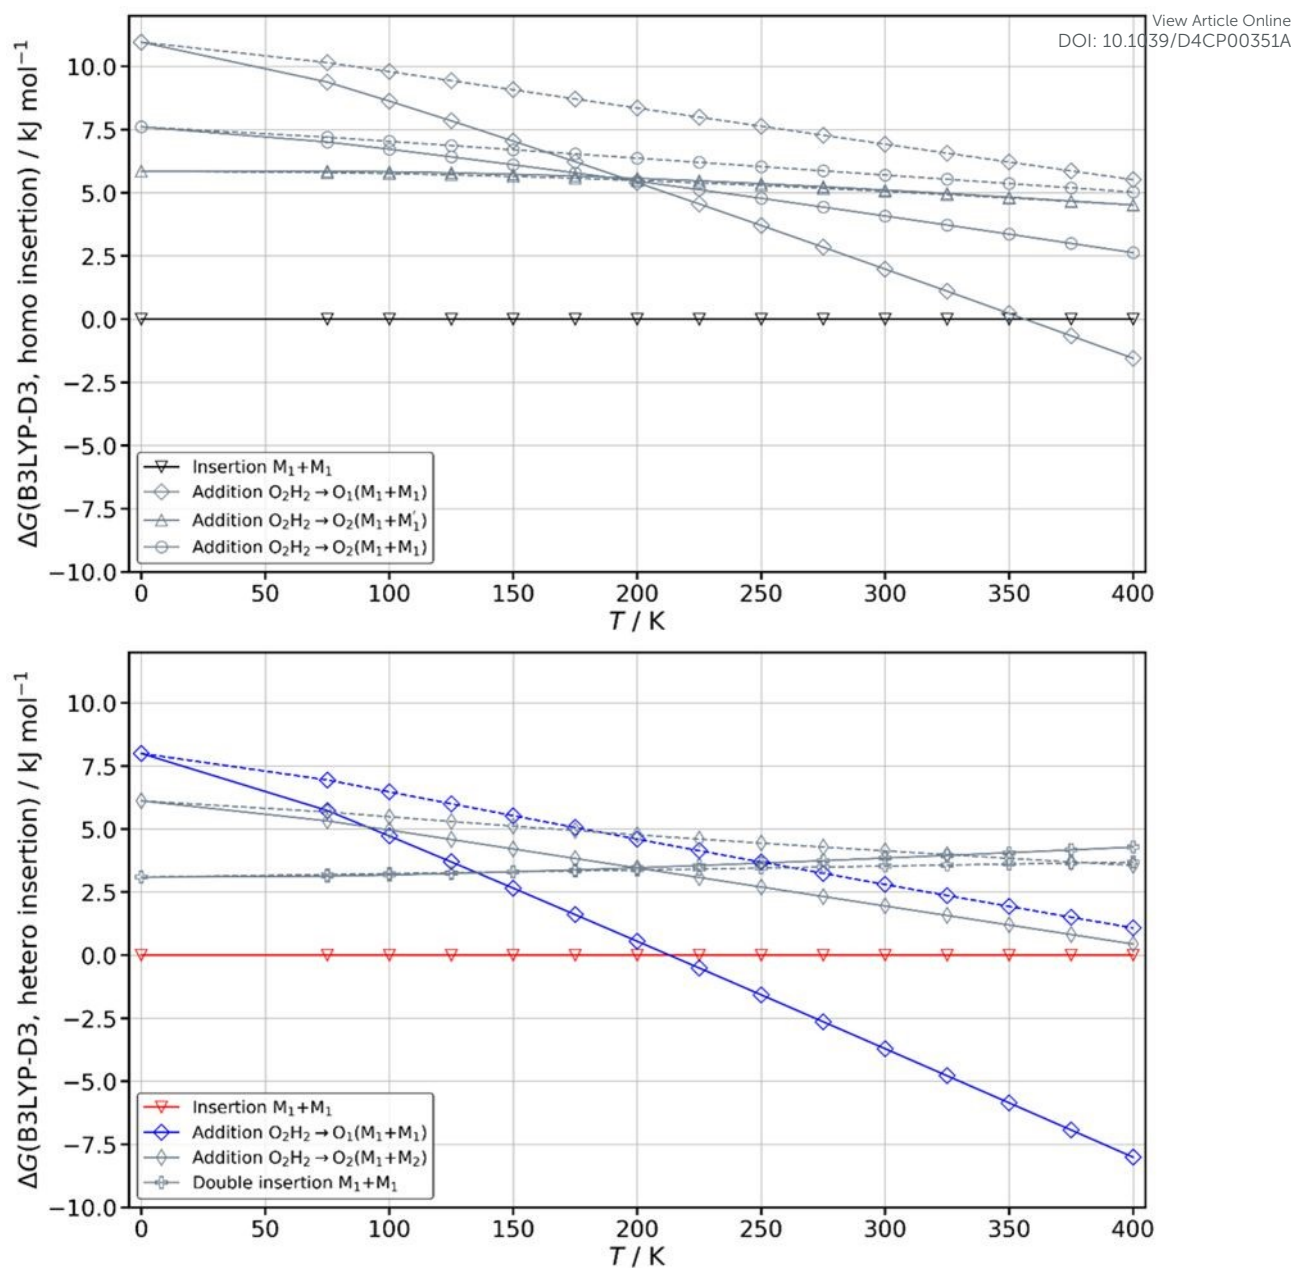 View Article Online
DOI: 10.1039/D4CP00351A
ΔG(B3LYP-D3, homo insertion) / kJ mol⁻¹
10.0
7.5
5.0
2.5
0.0
−2.5
−5.0
−7.5
−10.0
Insertion M₁+M₁
Addition O₂H₂→O₁(M₁+M₁)
Addition O₂H₂→O₂(M₁+M₁′)
Addition O₂H₂→O₂(M₁+M₁)
0 50 100 150 200 250 300 350 400
T / K
ΔG(B3LYP-D3, hetero insertion) / kJ mol⁻¹
10.0
7.5
5.0
2.5
0.0
−2.5
−5.0
−7.5
−10.0
Insertion M₁+M₁
Addition O₂H₂→O₁(M₁+M₁)
Addition O₂H₂→O₂(M₁+M₂)
Double insertion M₁+M₁
0 50 100 150 200 250 300 350 400
T / K